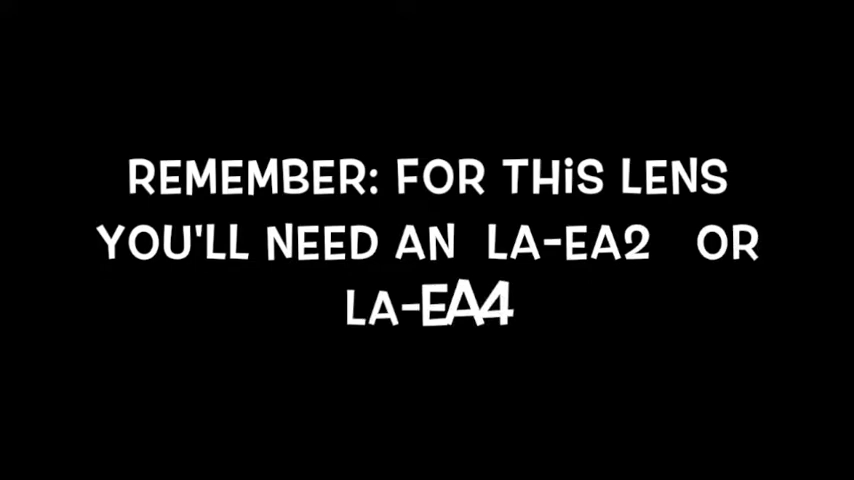 REMEMBER: FOR THIS LENS
YOU'LL NEED AN LA-EA2 OR
LA-EA4